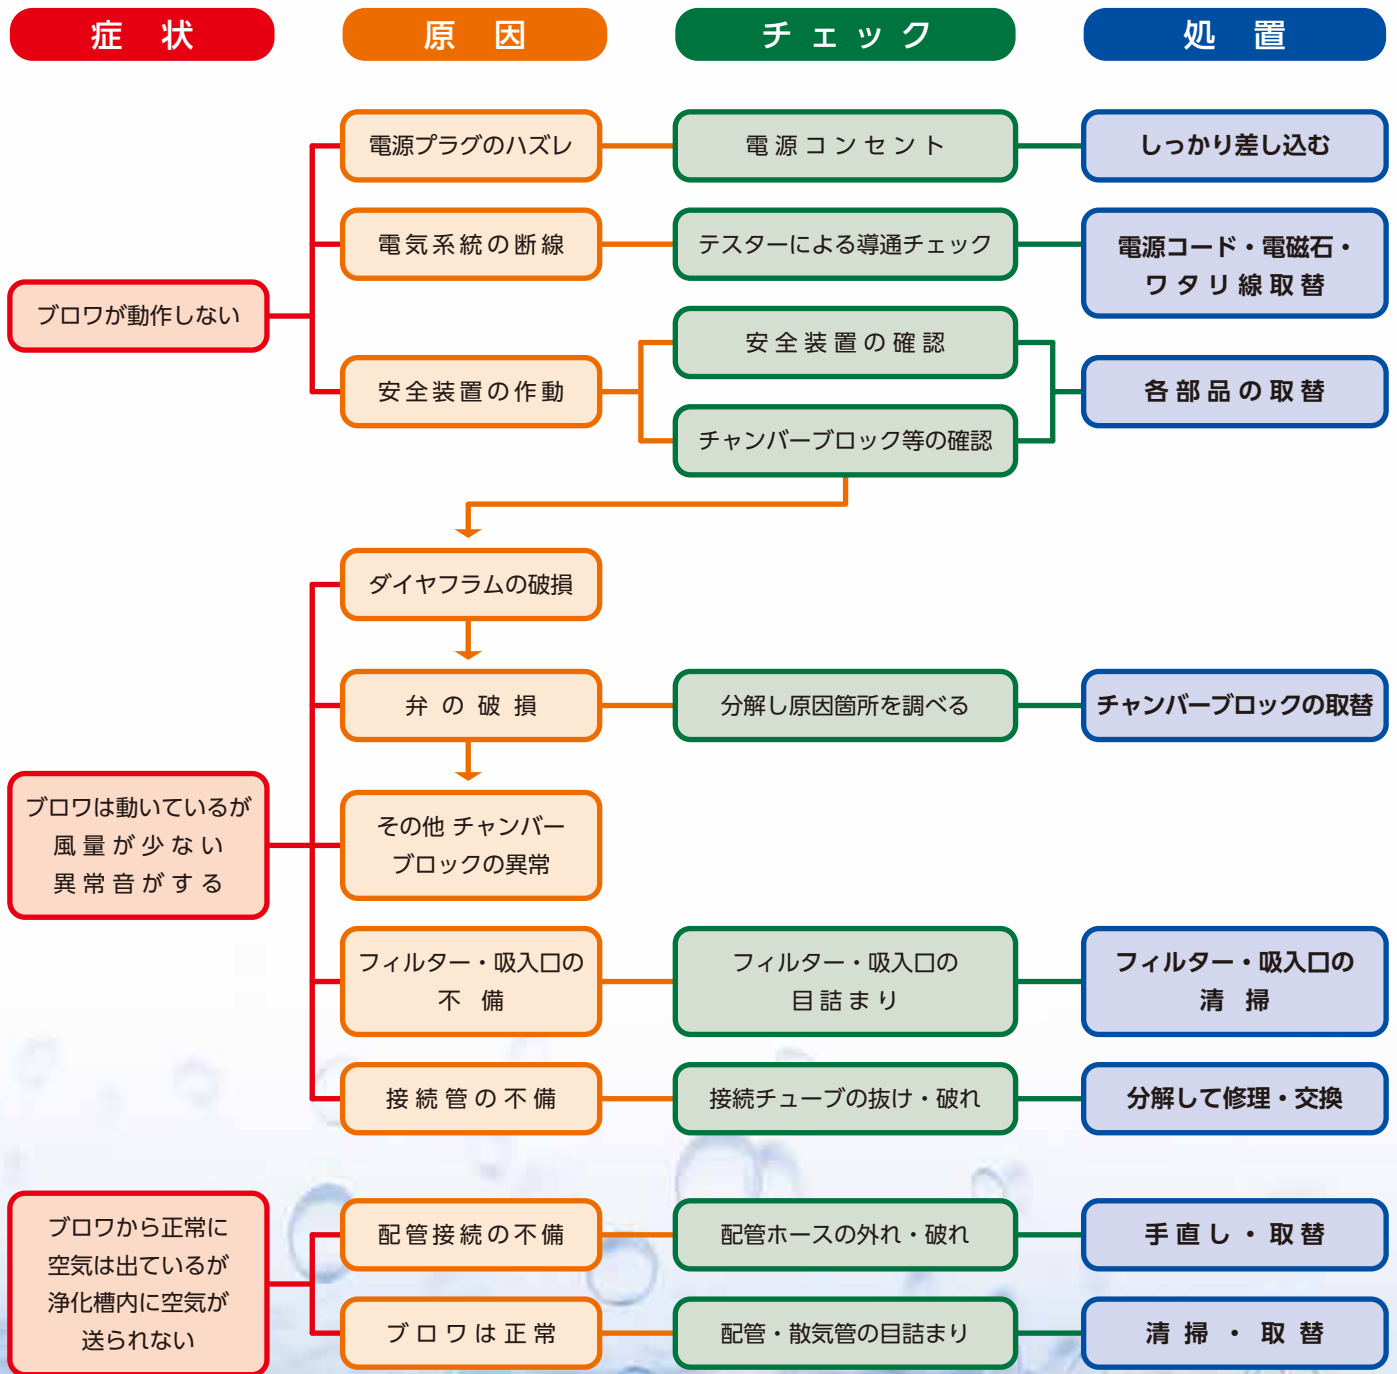 症状
原因
チェック
処置
ブロワが動作しない
電源プラグのハズレ
電源コンセント
しっかり差し込む
電気系統の断線
テスターによる導通チェック
電源コード・電磁石・
ワタリ線取替
安全装置の作動
安全装置の確認
チャンバーブロック等の確認
各部品の取替
ブロワは動いているが
風量が少ない
異常音がする
ダイヤフラムの破損
弁の破損
分解し原因箇所を調べる
チャンバーブロックの取替
その他 チャンバー
ブロックの異常
フィルター・吸入口の
不備
フィルター・吸入口の
目詰まり
フィルター・吸入口の
清掃
接続管の不備
接続チューブの抜け・破れ
分解して修理・交換
ブロワから正常に
空気は出ているが
浄化槽内に空気が
送られない
配管接続の不備
配管ホースの外れ・破れ
手直し・取替
ブロワは正常
配管・散気管の目詰まり
清掃・取替